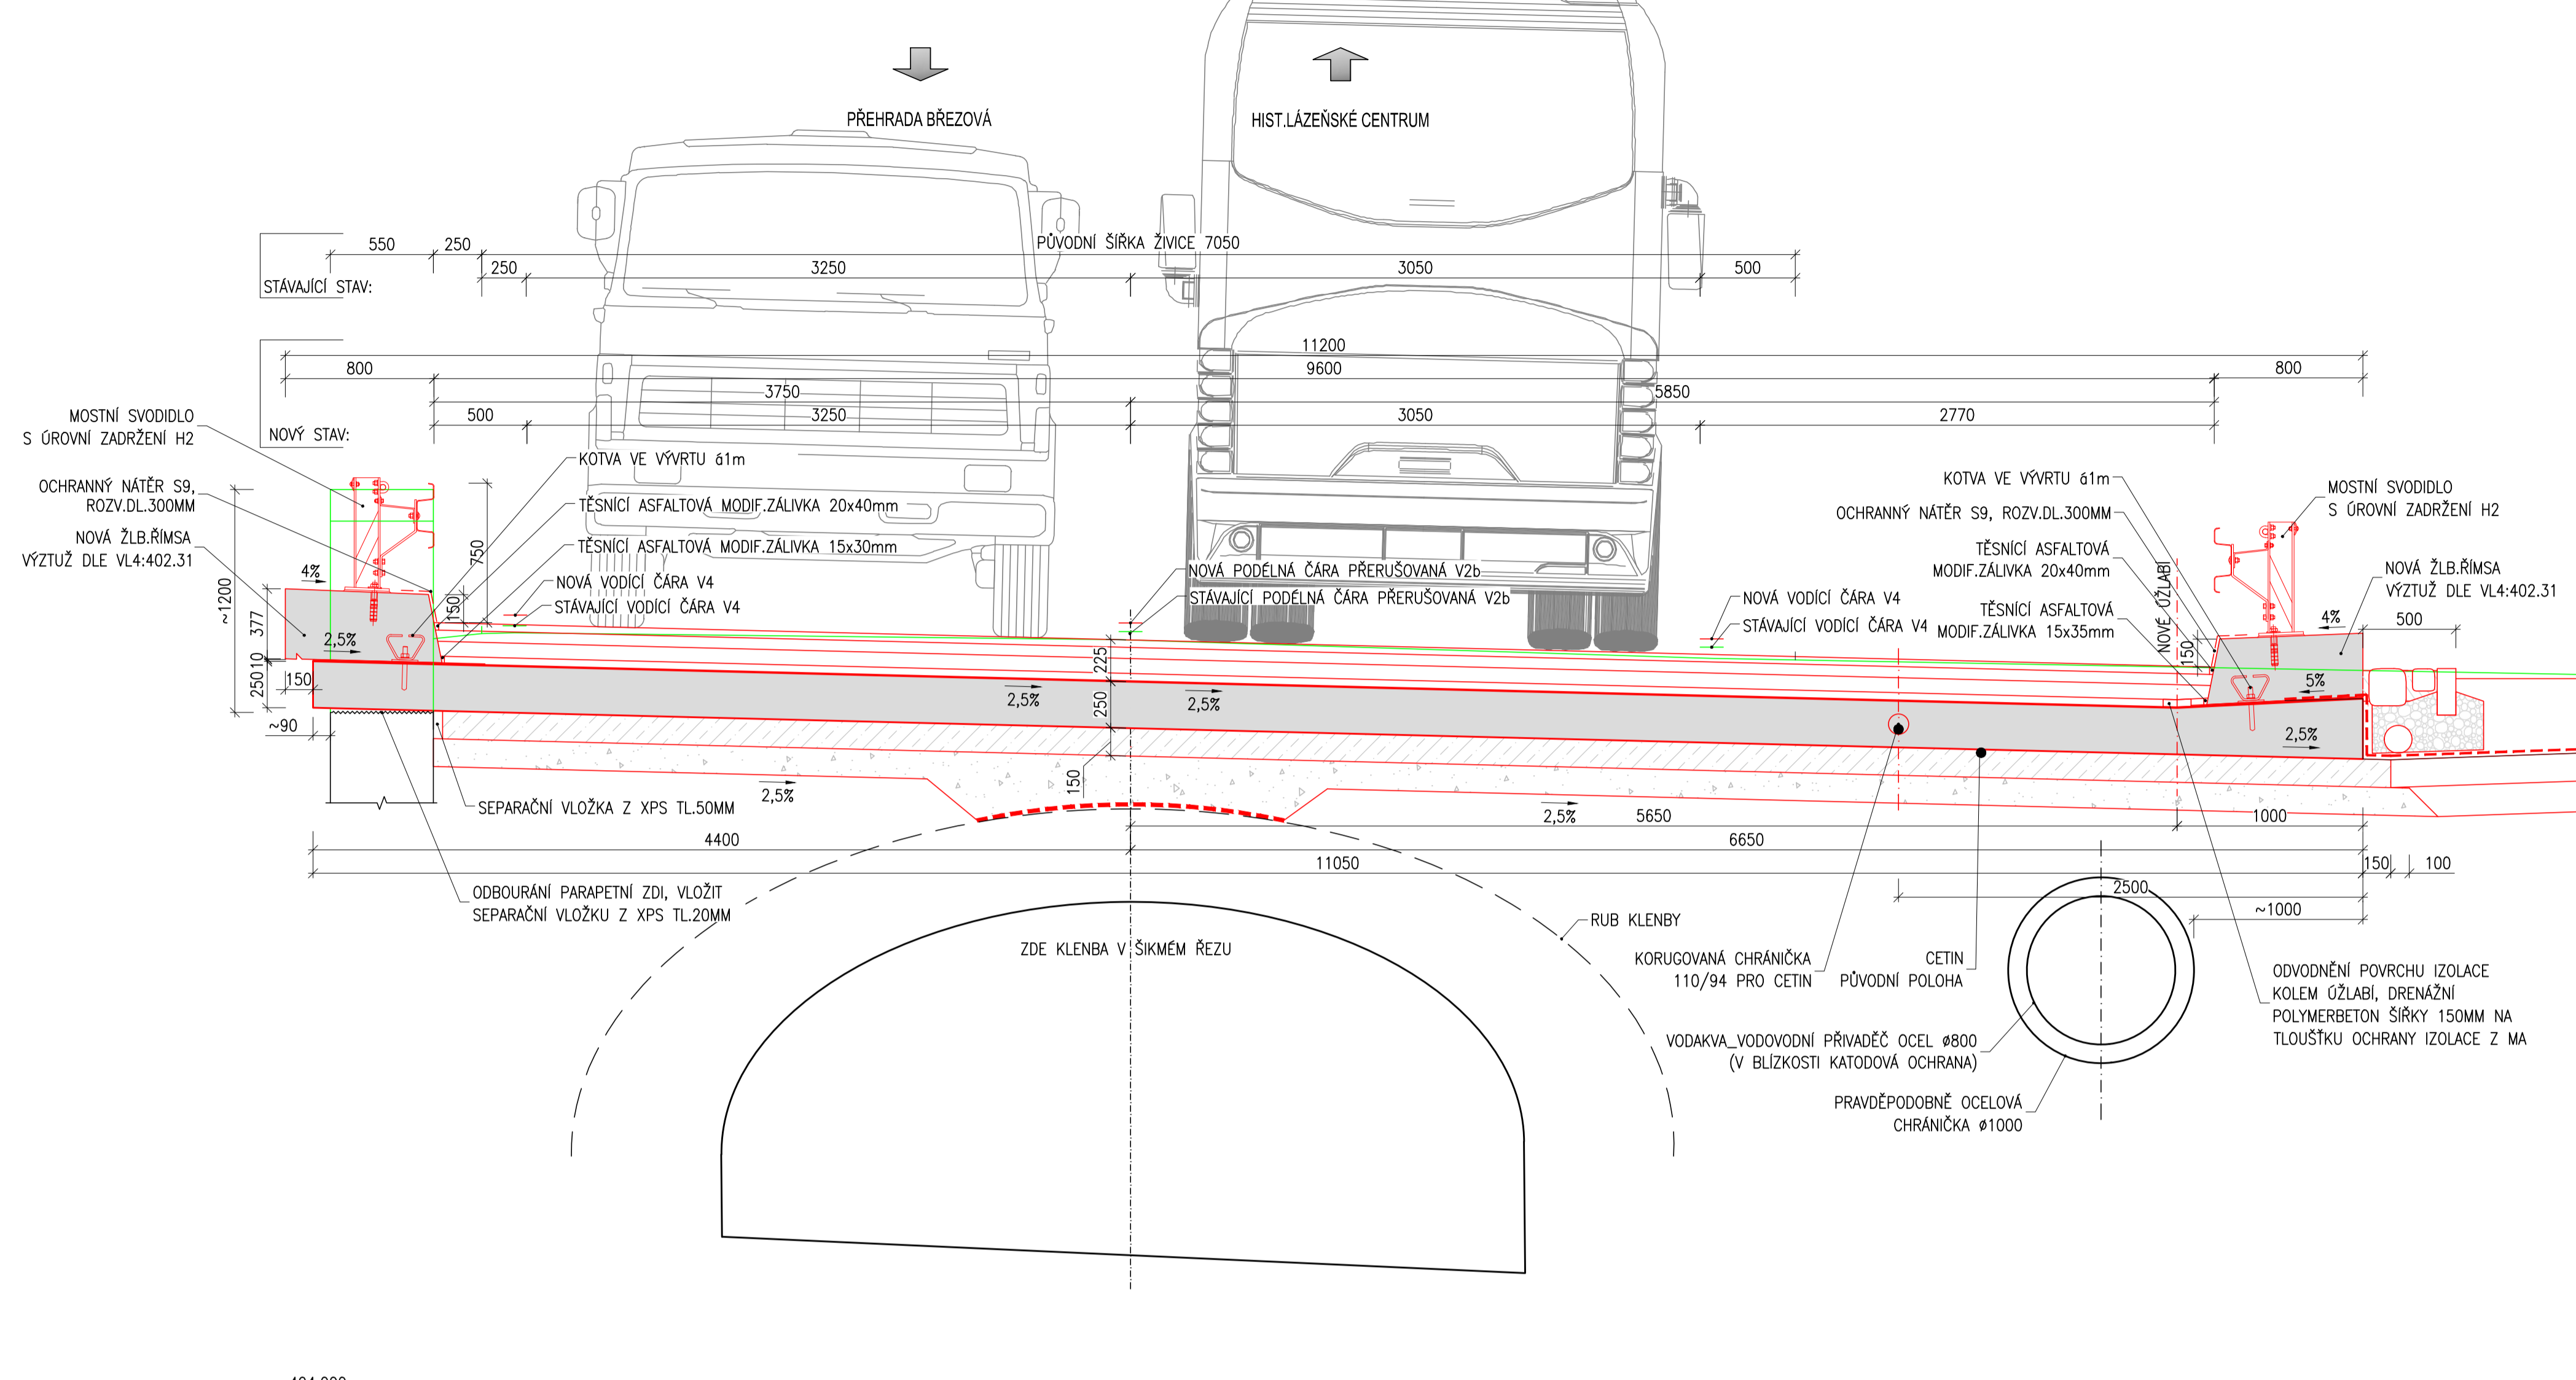 PŘEHRADA BŘEZOVÁ
HIST.LÁZEŇSKÉ CENTRUM
550
250
PŮVODNÍ ŠÍŘKA ŽIVICE 7050
250
3250
3050
500
STÁVAJÍCÍ STAV:
11200
800
9600
800
3750
5850
500
3250
3050
2770
NOVÝ STAV:
MOSTNÍ SVODIDLO
S ÚROVNÍ ZADRŽENÍ H2
OCHRANNÝ NÁTĚR S9,
ROZV.DL.300MM
NOVÁ ŽLB.ŘÍMSA
VÝZTUŽ DLE VL4:402.31
KOTVA VE VÝVRTU á1m
TĚSNÍCÍ ASFALTOVÁ MODIF.ZÁLIVKA 20x40mm
TĚSNÍCÍ ASFALTOVÁ MODIF.ZÁLIVKA 15x30mm
NOVÁ VODÍCÍ ČÁRA V4
STÁVAJÍCÍ VODÍCÍ ČÁRA V4
NOVÁ PODÉLNÁ ČÁRA PŘERUŠOVANÁ V2b
STÁVAJÍCÍ PODÉLNÁ ČÁRA PŘERUŠOVANÁ V2b
NOVÁ VODÍCÍ ČÁRA V4
STÁVAJÍCÍ VODÍCÍ ČÁRA V4
KOTVA VE VÝVRTU á1m
OCHRANNÝ NÁTĚR S9, ROZV.DL.300MM
TĚSNÍCÍ ASFALTOVÁ
MODIF.ZÁLIVKA 20x40mm
TĚSNÍCÍ ASFALTOVÁ
MODIF.ZÁLIVKA 15x35mm
NOVÉ ÚŽLABÍ
MOSTNÍ SVODIDLO
S ÚROVNÍ ZADRŽENÍ H2
NOVÁ ŽLB.ŘÍMSA
VÝZTUŽ DLE VL4:402.31
750
150
4%
~1200
377
10
250
2,5%
150
~90
225
250
150
2,5%
2,5%
150
4%
500
5%
2,5%
2,5%
2,5%
SEPARAČNÍ VLOŽKA Z XPS TL.50MM
5650
1000
4400
6650
11050
150
100
2500
~1000
ODBOURÁNÍ PARAPETNÍ ZDI, VLOŽIT
SEPARAČNÍ VLOŽKU Z XPS TL.20MM
RUB KLENBY
ZDE KLENBA V ŠIKMÉM ŘEZU
KORUGOVANÁ CHRÁNIČKA
110/94 PRO CETIN
CETIN
PŮVODNÍ POLOHA
ODVODNĚNÍ POVRCHU IZOLACE
KOLEM ÚŽLABÍ, DRENÁŽNÍ
POLYMERBETON ŠÍŘKY 150MM NA
TLOUŠŤKU OCHRANY IZOLACE Z MA
VODAKVA_VODOVODNÍ PŘIVADĚČ OCEL ø800
(V BLÍZKOSTI KATODOVÁ OCHRANA)
PRAVDĚPODOBNĚ OCELOVÁ
CHRÁNIČKA ø1000